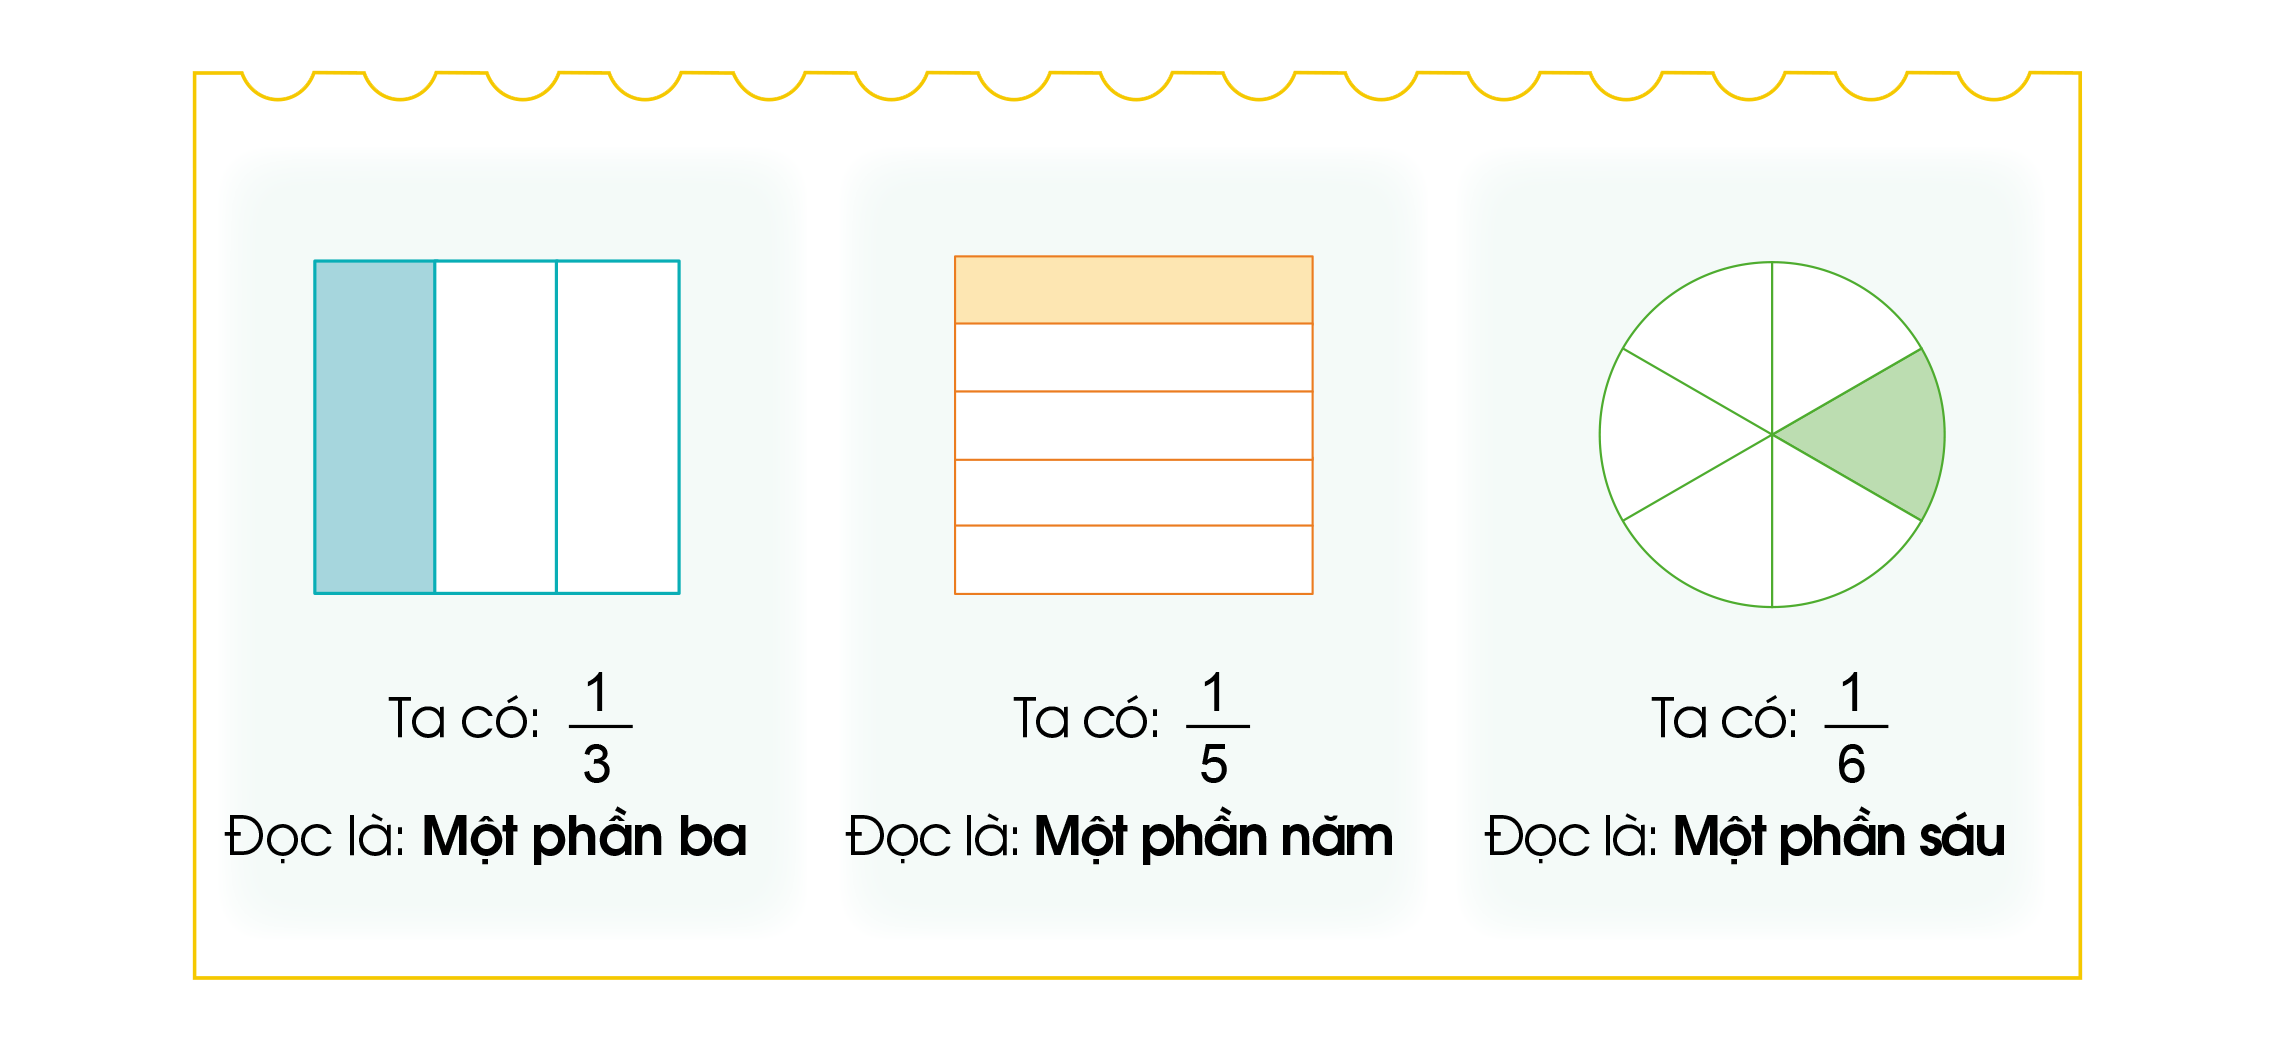 Ta có: 1/3
Đọc là: Một phần ba
Ta có: 1/5
Đọc là: Một phần năm
Ta có: 1/6
Đọc là: Một phần sáu